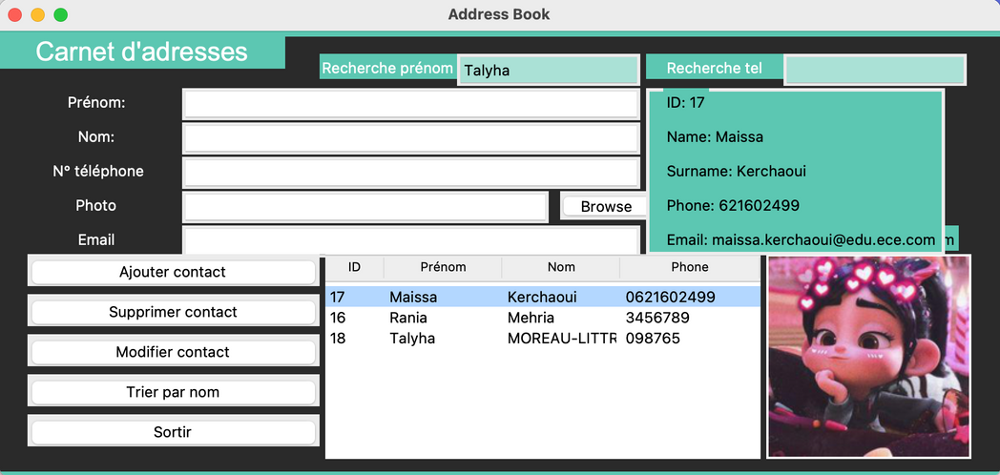 Address Book
Carnet d'adresses
Recherche prénom Talyha Recherche tel
Prénom: ID: 17
Nom: Name: Maissa
N° téléphone Surname: Kerchaoui
Photo Browse Phone: 621602499
Email Email: maissa.kerchaoui@edu.ece.com m
Ajouter contact
Supprimer contact
Modifier contact
Trier par nom
Sortir
ID Prénom Nom Phone
17 Maissa Kerchaoui 0621602499
16 Rania Mehria 3456789
18 Talyha MOREAU-LITTR 098765